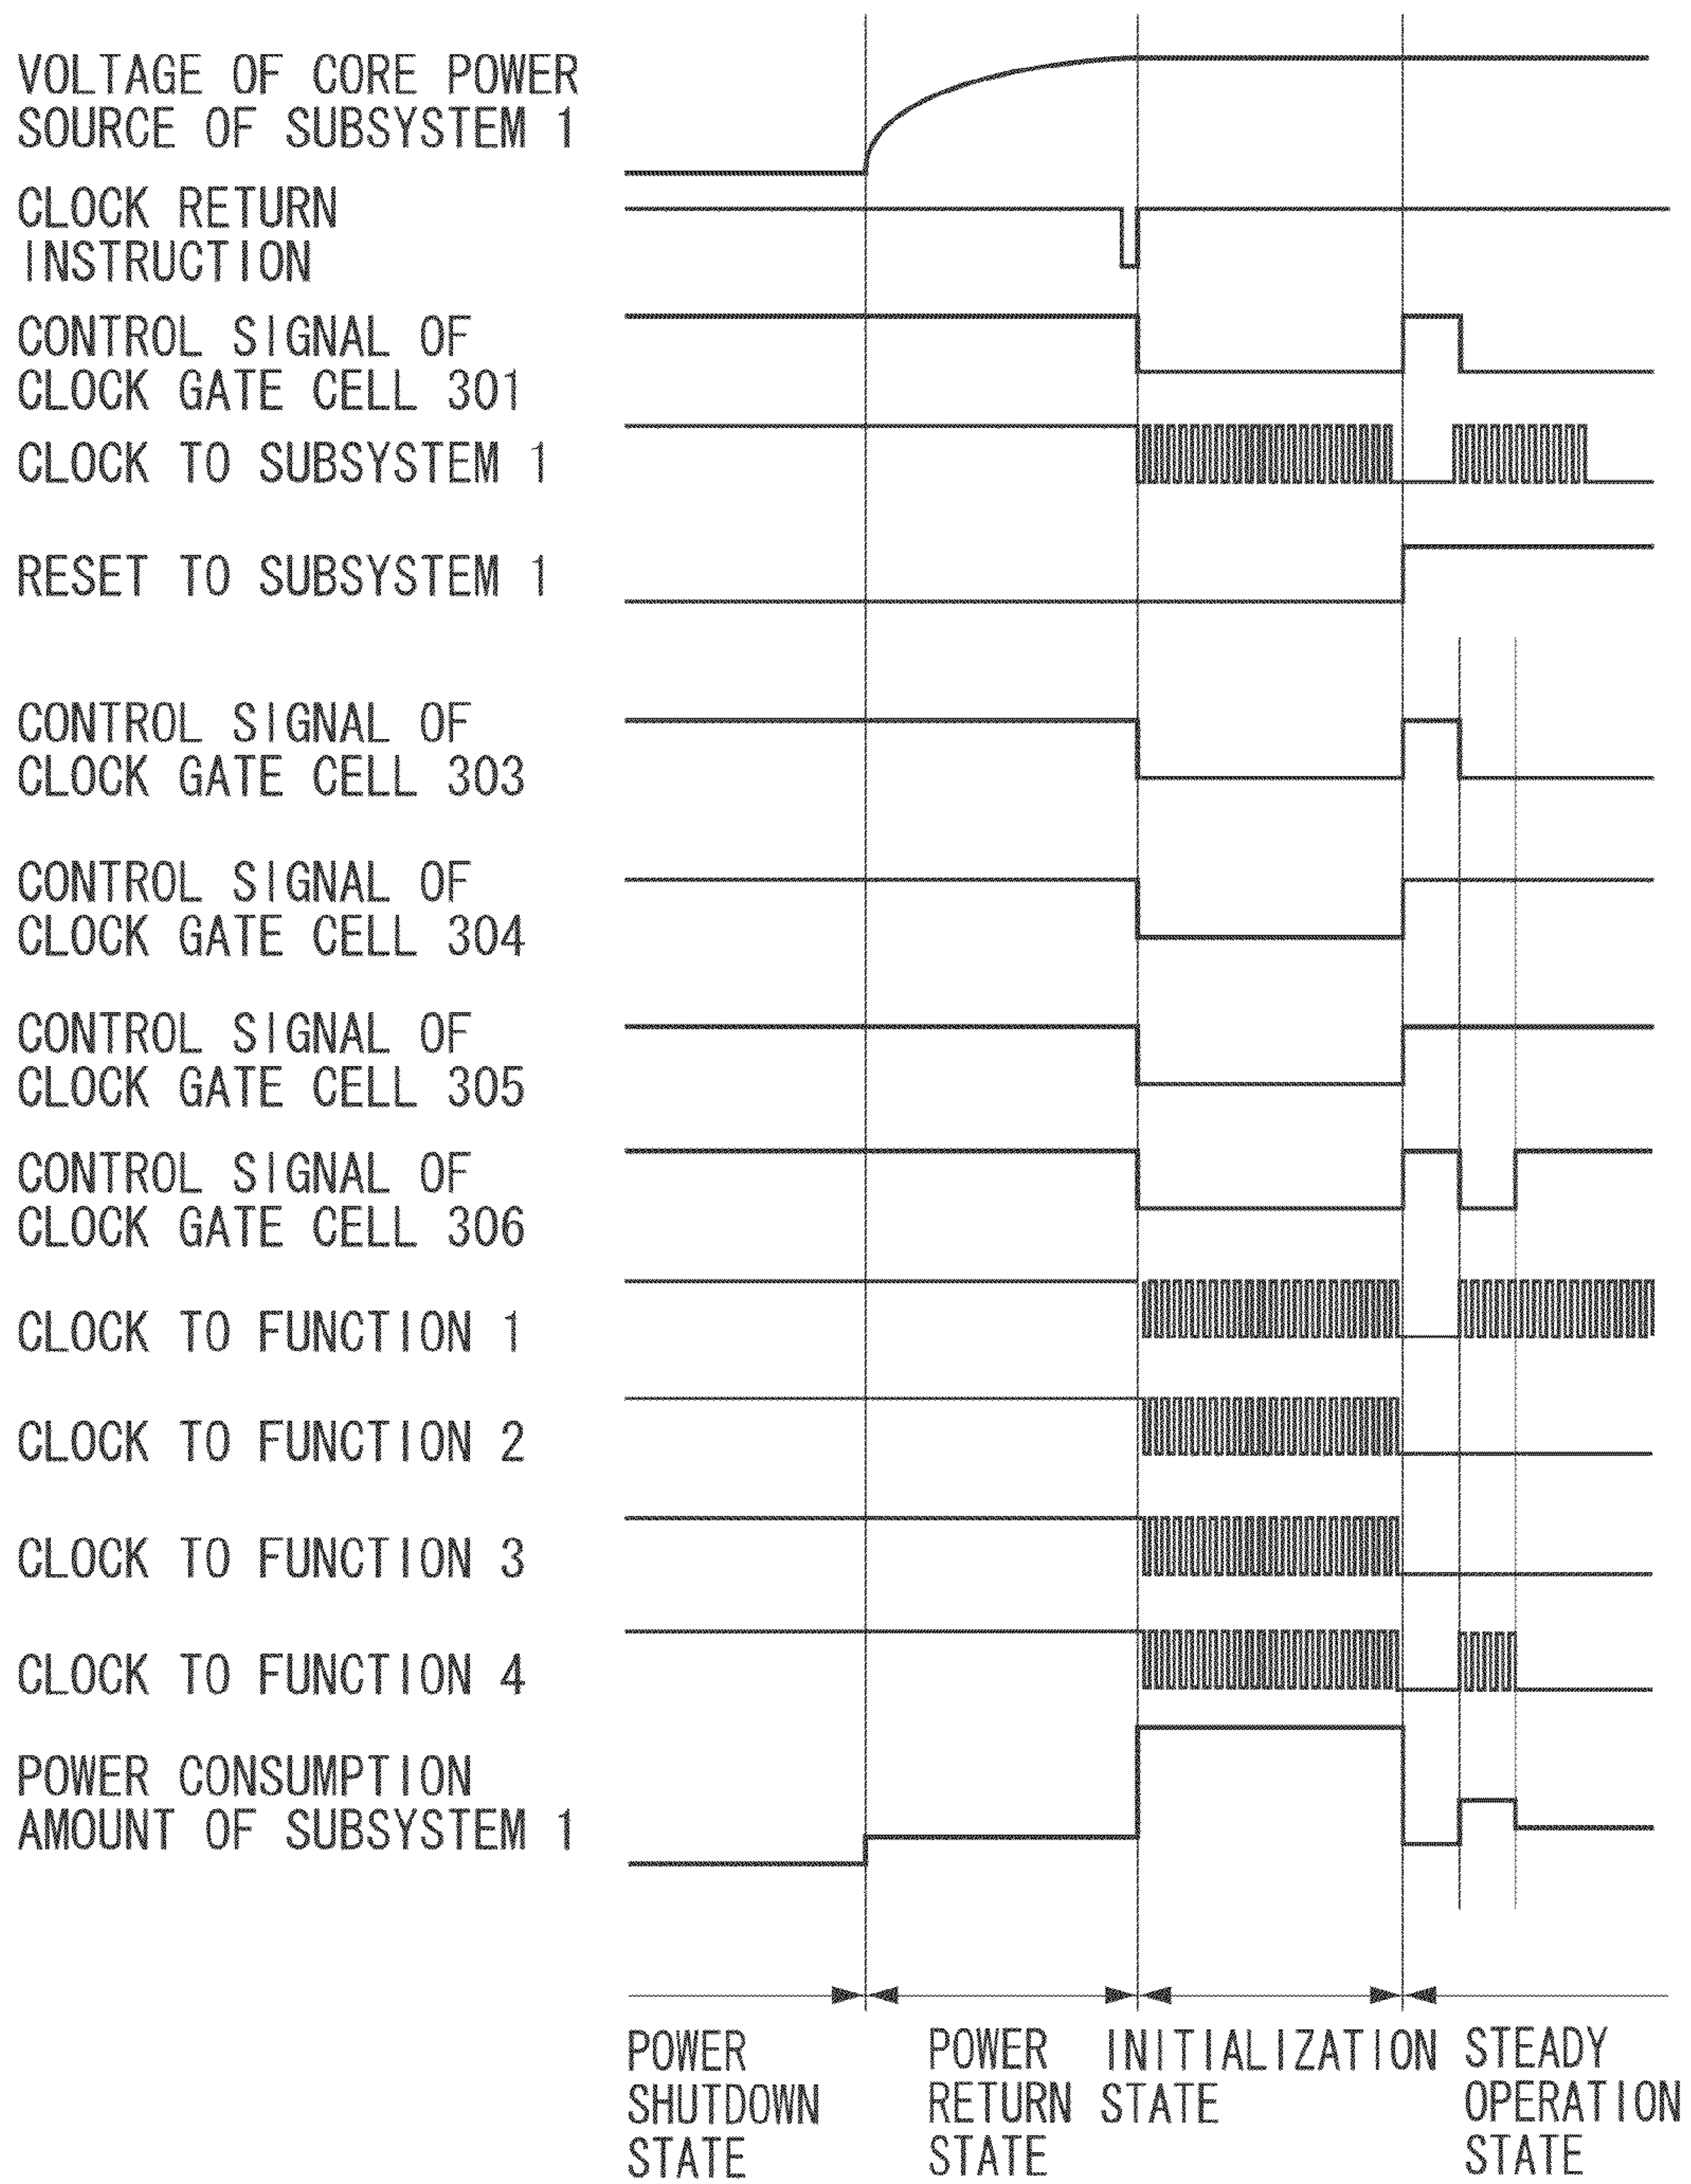 VOLTAGE OF CORE POWER
SOURCE OF SUBSYSTEM 1
CLOCK RETURN
INSTRUCTION
CONTROL SIGNAL OF
CLOCK GATE CELL 301
CLOCK TO SUBSYSTEM 1
RESET TO SUBSYSTEM 1
CONTROL SIGNAL OF
CLOCK GATE CELL 303
CONTROL SIGNAL OF
CLOCK GATE CELL 304
CONTROL SIGNAL OF
CLOCK GATE CELL 305
CONTROL SIGNAL OF
CLOCK GATE CELL 306
CLOCK TO FUNCTION 1
CLOCK TO FUNCTION 2
CLOCK TO FUNCTION 3
CLOCK TO FUNCTION 4
POWER CONSUMPTION
AMOUNT OF SUBSYSTEM 1
POWER
SHUTDOWN
STATE
POWER
RETURN
STATE
INITIALIZATION
STATE
STEADY
OPERATION
STATE